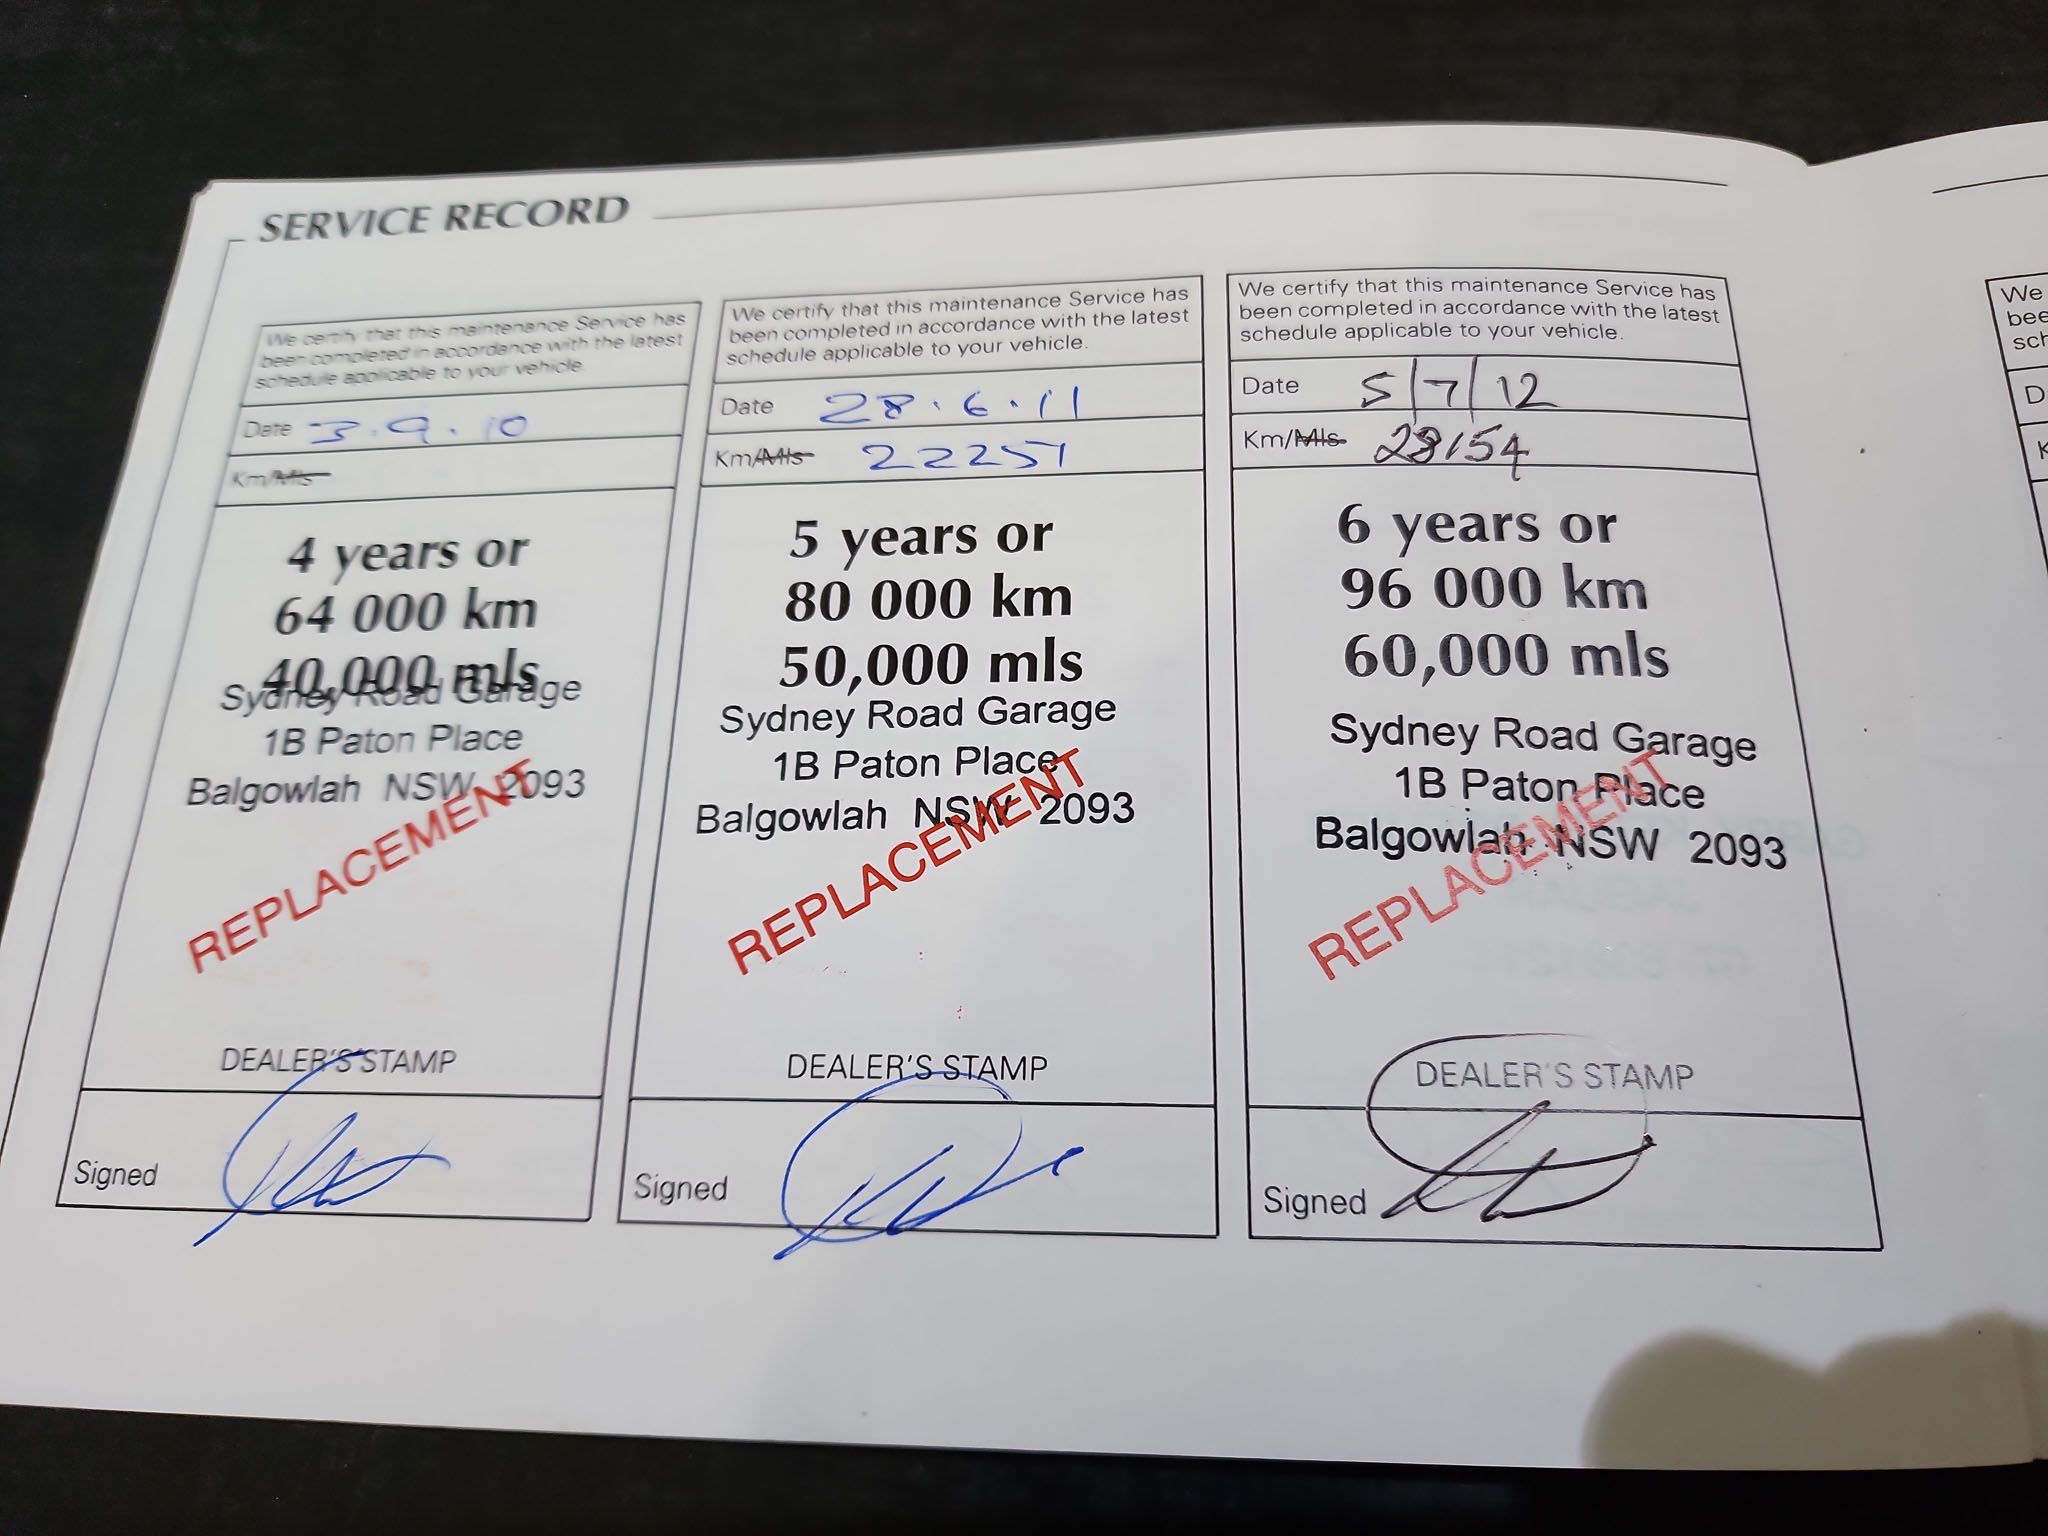 SERVICE RECORD
We certify that this maintenance Service has
been completed in accordance with the latest
schedule applicable to your vehicle.
Date 3.9.10
Km/Mls
4 years or
64 000 km
40,000 mls
Sydney Road Garage
1B Paton Place
Balgowlah NSW 2093
REPLACEMENT
DEALER'S STAMP
Signed
We certify that this maintenance Service has
been completed in accordance with the latest
schedule applicable to your vehicle.
Date 28.6.11
Km/Mls 22251
5 years or
80 000 km
50,000 mls
Sydney Road Garage
1B Paton Place
Balgowlah NSW 2093
REPLACEMENT
DEALER'S STAMP
Signed
We certify that this maintenance Service has
been completed in accordance with the latest
schedule applicable to your vehicle.
Date 5/7/12
Km/Mls 28154
6 years or
96 000 km
60,000 mls
Sydney Road Garage
1B Paton Place
Balgowlah NSW 2093
REPLACEMENT
DEALER'S STAMP
Signed
We